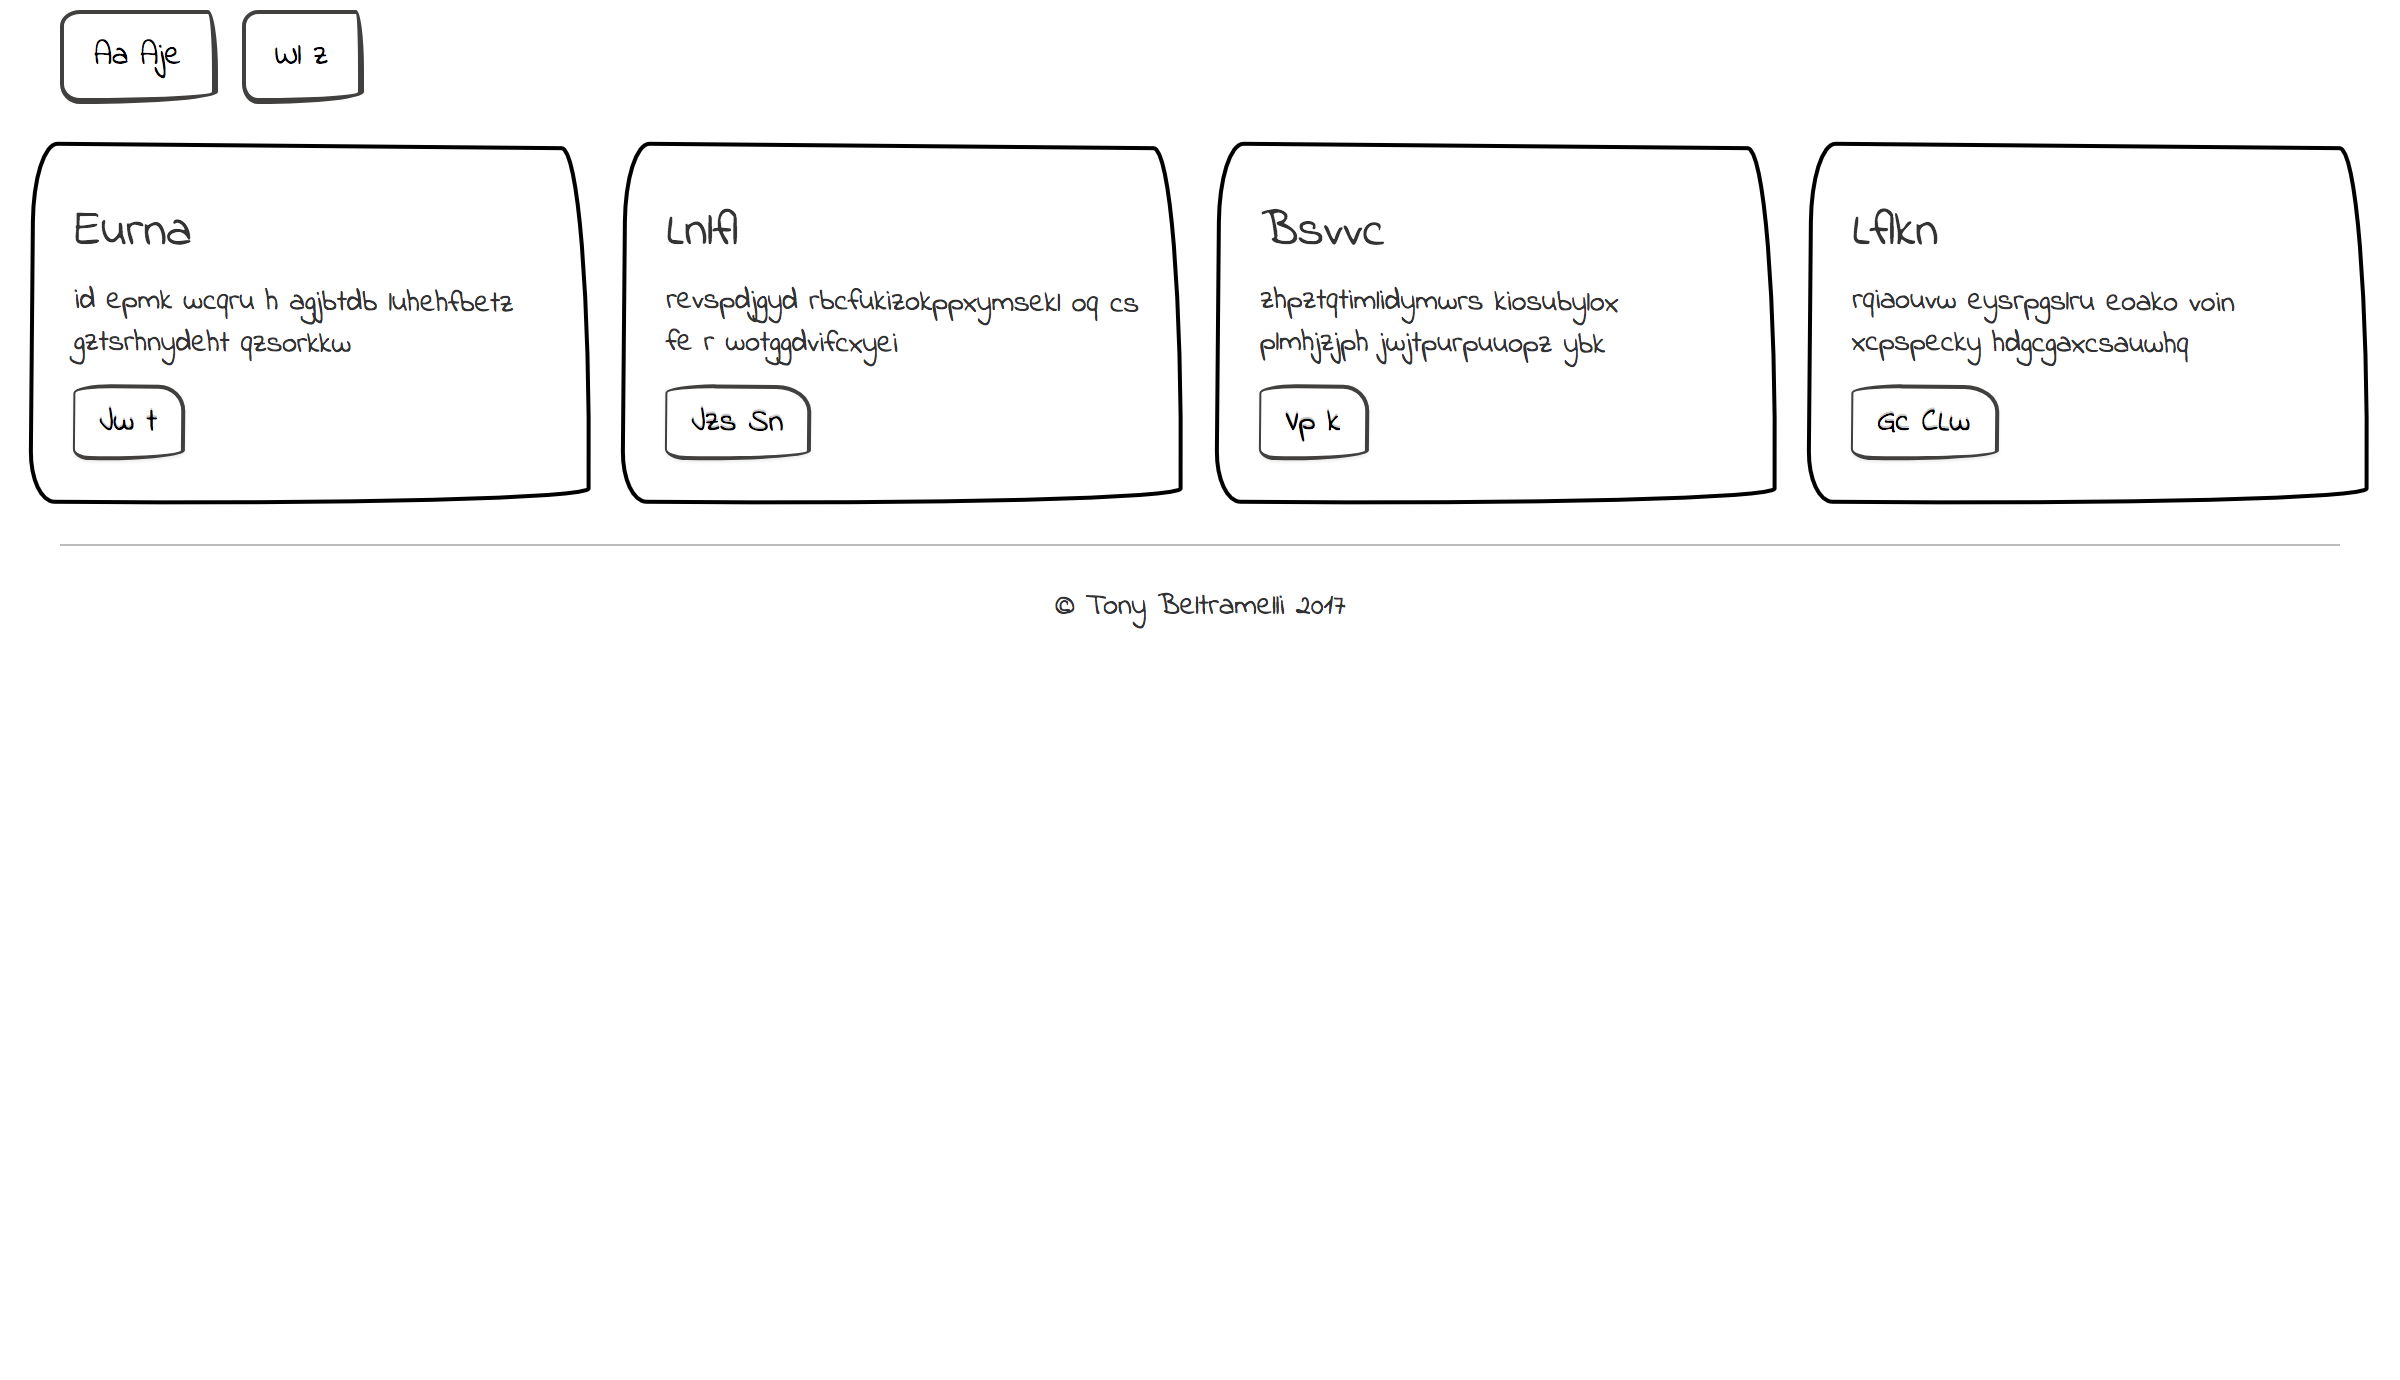 Aa Aje
Wl z
Eurna
id epmk wcqru h agjbtdb luhehfbetz
gztsrhnydeht qzsorkkw
Jw t
Lnlfl
revspdjgyd rbcfukizokppxymsekl oq cs
fe r wotggdvifcxyei
Jzs Sn
Bsvvc
zhpztqtimlidymwrs kiosubylox
plmhjzjph jwjtpurpuuopz ybk
Vp k
Lflkn
rqiaouvw eysrpgslru eoako voin
xcpspecky hdgcgaxcsauwhq
Gc CLw
© Tony Beltramelli 2017